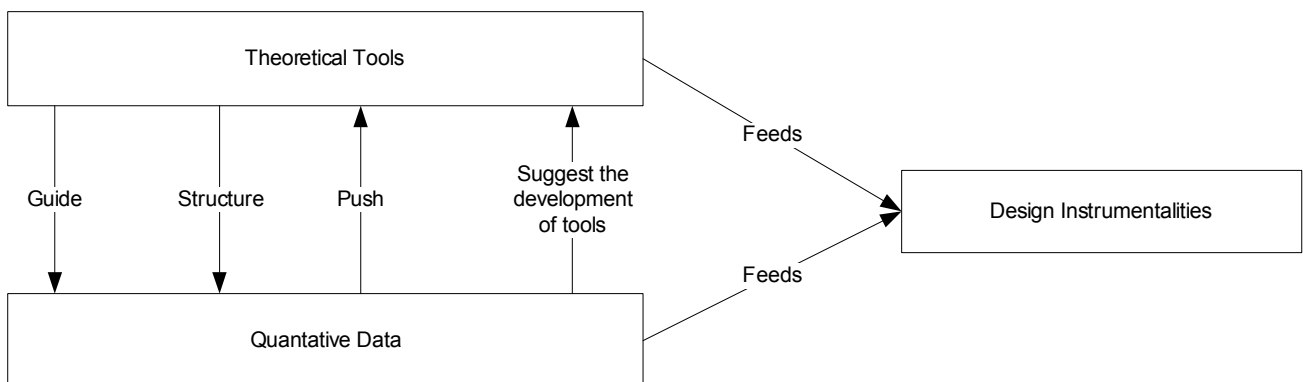 Theoretical Tools
Feeds
Guide
Structure
Push
Suggest the
development
of tools
Design Instrumentalities
Feeds
Quantative Data